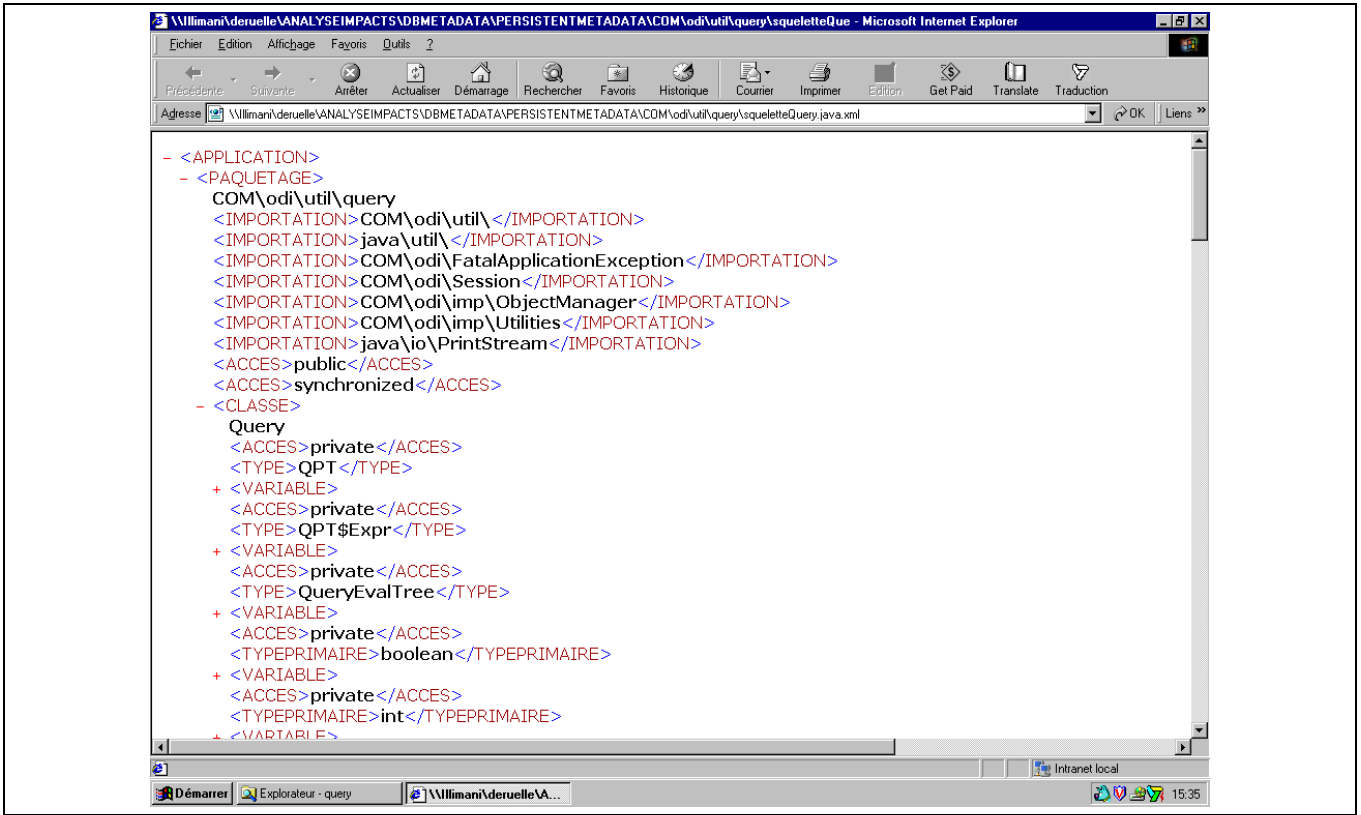 \\Illimani\deruelle\ANALYSEIMPACTS\DBMETADATA\PERSISTENTMETADATA\COM\odi\util\query\squeletteQue - Microsoft Internet Explorer
Fichier Edition Affichage Favoris Outils ?
Précédente Suivante Arrêter Actualiser Démarrage Rechercher Favoris Historique Courrier Imprimer Edition Get Paid Translate Traduction
Adresse \\Illimani\deruelle\ANALYSEIMPACTS\DBMETADATA\PERSISTENTMETADATA\COM\odi\util\query\squeletteQuery.java.xml OK Liens »
- <APPLICATION>
- <PAQUETAGE>
COM\odi\util\query
<IMPORTATION>COM\odi\util\</IMPORTATION>
<IMPORTATION>java\util\</IMPORTATION>
<IMPORTATION>COM\odi\FatalApplicationException</IMPORTATION>
<IMPORTATION>COM\odi\Session</IMPORTATION>
<IMPORTATION>COM\odi\imp\ObjectManager</IMPORTATION>
<IMPORTATION>COM\odi\imp\Utilities</IMPORTATION>
<IMPORTATION>java\io\PrintStream</IMPORTATION>
<ACCES>public</ACCES>
<ACCES>synchronized</ACCES>
- <CLASSE>
Query
<ACCES>private</ACCES>
<TYPE>QPT</TYPE>
+ <VARIABLE>
<ACCES>private</ACCES>
<TYPE>QPT$Expr</TYPE>
+ <VARIABLE>
<ACCES>private</ACCES>
<TYPE>QueryEvalTree</TYPE>
+ <VARIABLE>
<ACCES>private</ACCES>
<TYPEPRIMAIRE>boolean</TYPEPRIMAIRE>
+ <VARIABLE>
<ACCES>private</ACCES>
<TYPEPRIMAIRE>int</TYPEPRIMAIRE>
+ <VARIABLE>
Intranet local
Démarrer Explorateur - query \\Illimani\deruelle\A... 15:35